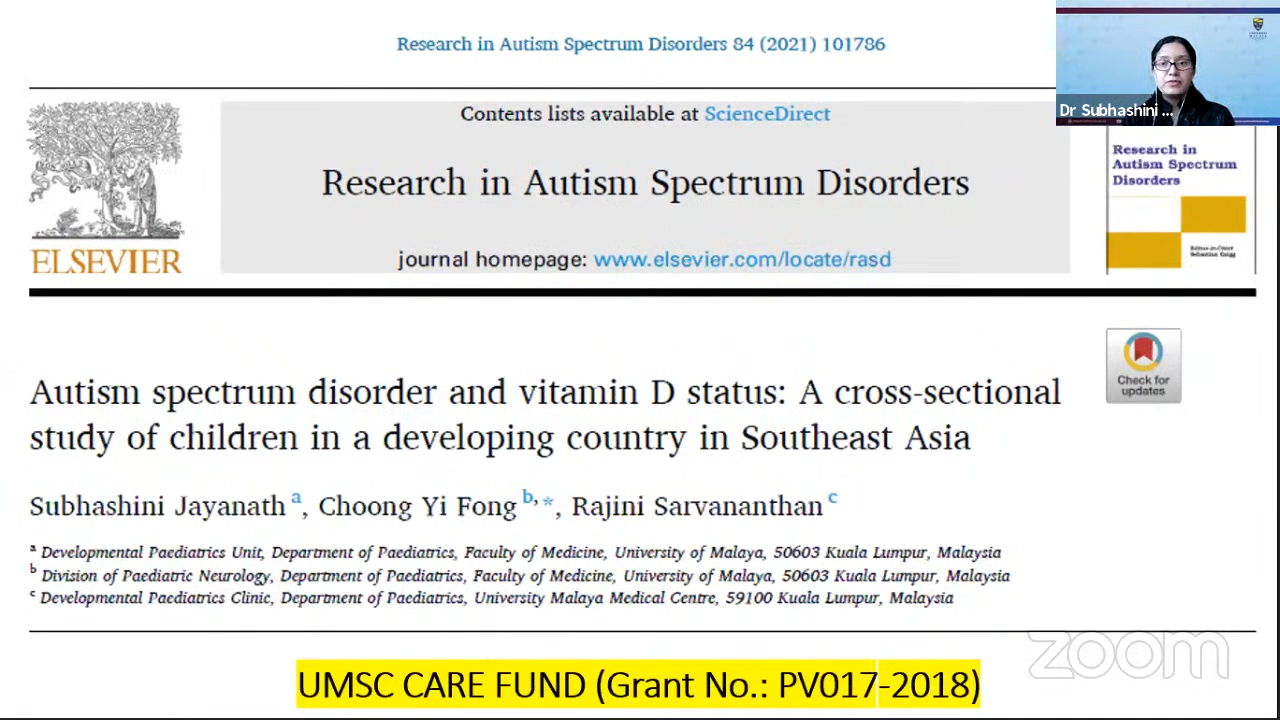 Research in Autism Spectrum Disorders 84 (2021) 101786
Dr Subhashini ...
Contents lists available at ScienceDirect
Research in Autism Spectrum Disorders
journal homepage: www.elsevier.com/locate/rasd
ELSEVIER
Research in
Autism Spectrum
Disorders
Editor-in-Chief
Check for
updates
Autism spectrum disorder and vitamin D status: A cross-sectional
study of children in a developing country in Southeast Asia
Subhashini Jayanath a, Choong Yi Fong b,*, Rajini Sarvananthan c
a Developmental Paediatrics Unit, Department of Paediatrics, Faculty of Medicine, University of Malaya, 50603 Kuala Lumpur, Malaysia
b Division of Paediatric Neurology, Department of Paediatrics, Faculty of Medicine, University of Malaya, 50603 Kuala Lumpur, Malaysia
c Developmental Paediatrics Clinic, Department of Paediatrics, University Malaya Medical Centre, 59100 Kuala Lumpur, Malaysia
zoom
UMSC CARE FUND (Grant No.: PV017-2018)